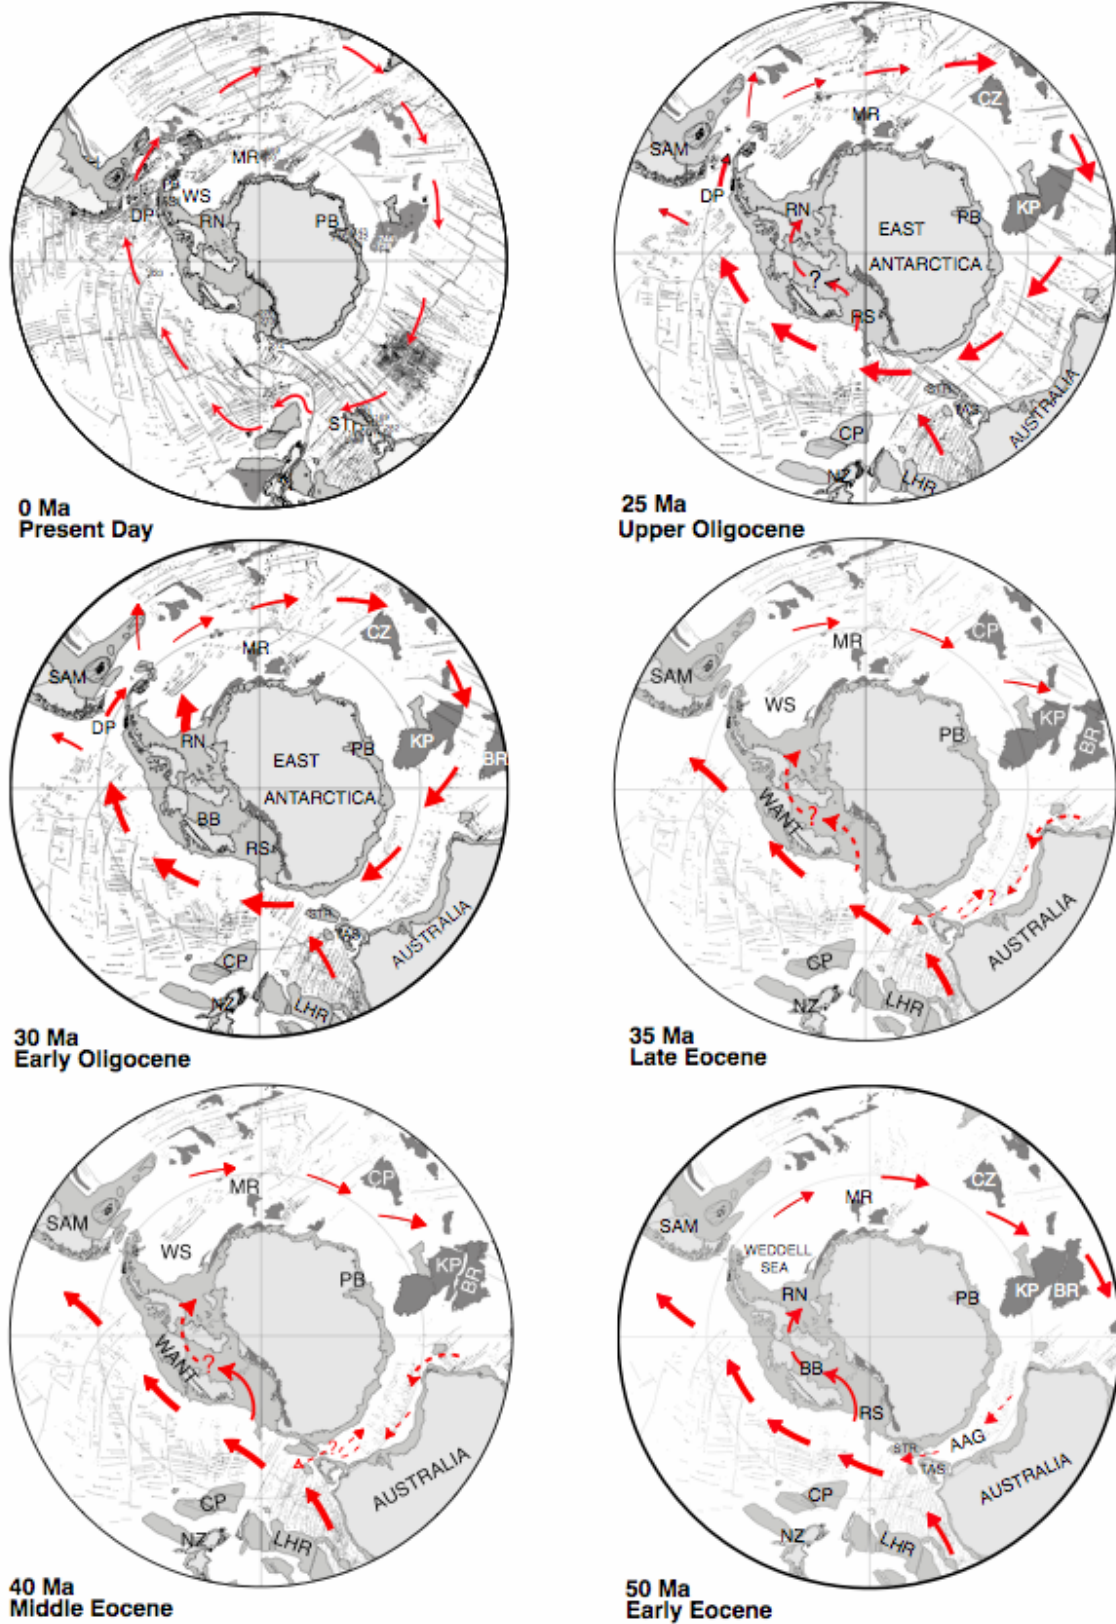 MR
WS
DP
RN
PB
0 Ma
Present Day
CZ
MR
SAM
DP
RN
PB
KP
EAST
ANTARCTICA
?
RS
STR
TAS
AUSTRALIA
CP
NZ
LHR
25 Ma
Upper Oligocene
CZ
MR
SAM
DP
RN
PB
KP
BR
EAST
ANTARCTICA
BB
RS
STR
AUSTRALIA
CP
NZ
LHR
30 Ma
Early Oligocene
CP
MR
SAM
WS
KP
BR
PB
WANT
?
?
AUSTRALIA
CP
NZ
LHR
35 Ma
Late Eocene
CP
MR
SAM
WS
KP
BR
PB
WANT
?
?
AUSTRALIA
CP
NZ
LHR
40 Ma
Middle Eocene
CZ
MR
SAM
WEDDELL
SEA
RN
PB
KP
BR
BB
RS
STR
AAG
TAS
AUSTRALIA
CP
NZ
LHR
50 Ma
Early Eocene